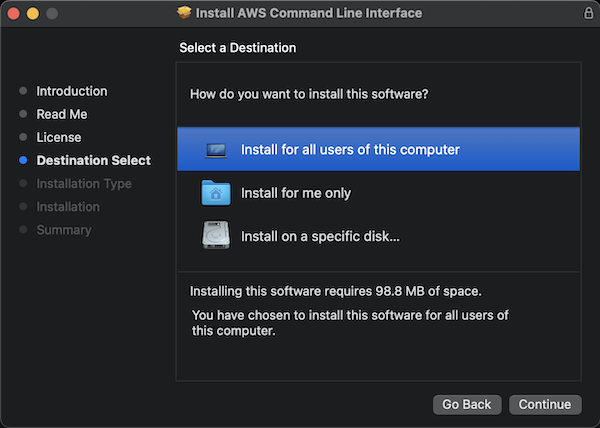 Install AWS Command Line Interface
Select a Destination
Introduction
Read Me
License
Destination Select
Installation Type
Installation
Summary
How do you want to install this software?
Install for all users of this computer
Install for me only
Install on a specific disk...
Installing this software requires 98.8 MB of space.
You have chosen to install this software for all users of
this computer.
Go Back
Continue